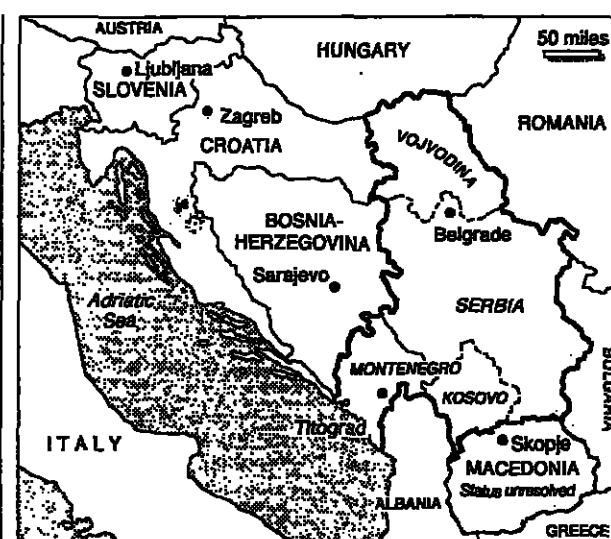 AUSTRIA
HUNGARY
50 miles
Ljubljana
SLOVENIA
Zagreb
CROATIA
VOJVODINA
ROMANIA
BOSNIA-
HERZEGOVINA
Belgrade
Sarajevo
Adriatic
Sea
SERBIA
MONTENEGRO
KOSOVO
BULGARIA
Titograd
ITALY
Skopje
MACEDONIA
Status unresolved
ALBANIA
GREECE